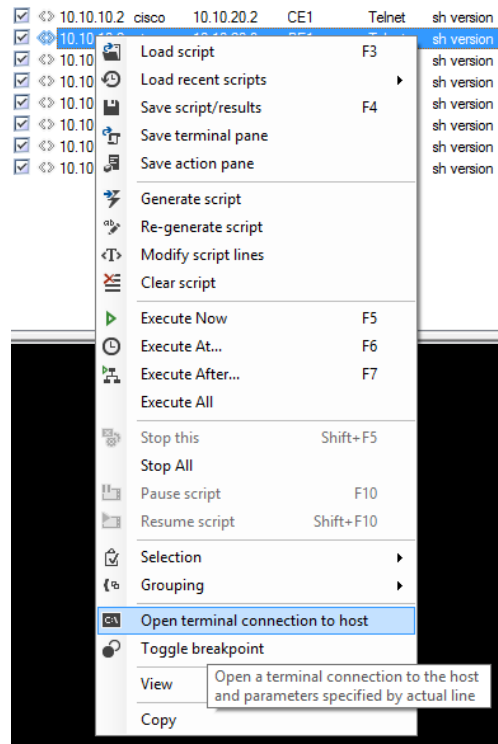 10.10.10.2 cisco 10.10.20.2 CE1 Telnet sh version
10.10 sh version
10.10 sh version
10.10 sh version
10.10 sh version
10.10 sh version
10.10 sh version
10.10 sh version
Load script F3
Load recent scripts
Save script/results F4
Save terminal pane
Save action pane
Generate script
Re-generate script
Modify script lines
Clear script
Execute Now F5
Execute At... F6
Execute After... F7
Execute All
Stop this Shift+F5
Stop All
Pause script F10
Resume script Shift+F10
Selection
Grouping
Open terminal connection to host
Toggle breakpoint
View
Open a terminal connection to the host
and parameters specified by actual line
Copy